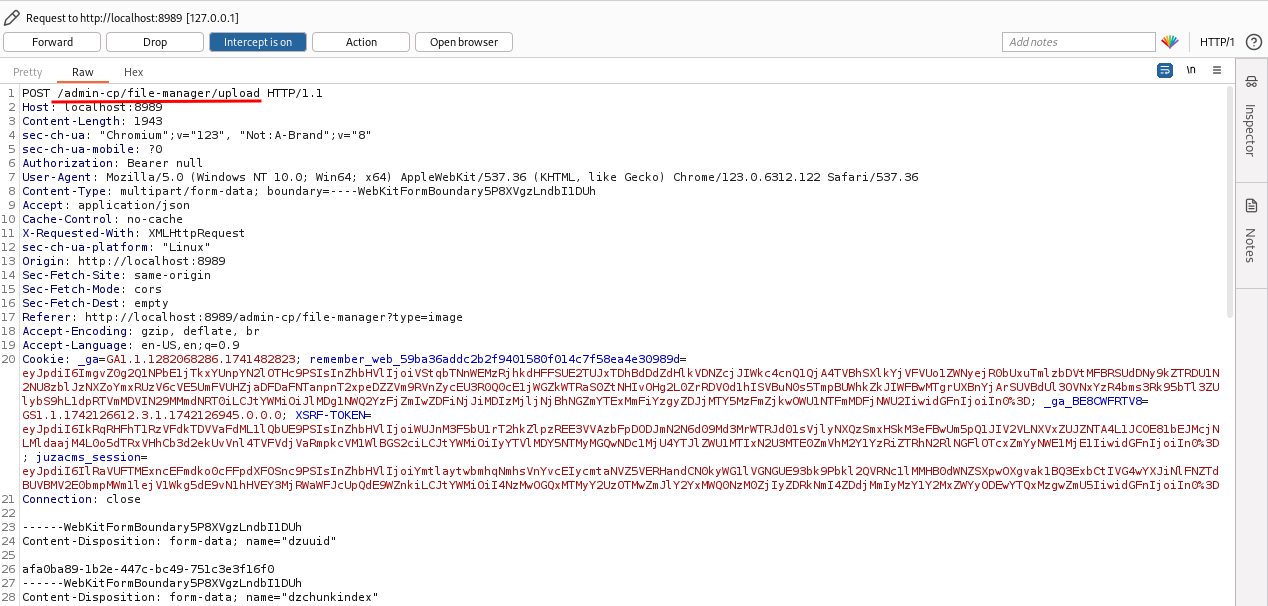 Request to http://localhost:8989 [127.0.0.1]
Forward Drop Intercept is on Action Open browser Add notes HTTP/1
Pretty Raw Hex \n
1 POST /admin-cp/file-manager/upload HTTP/1.1
2 Host: localhost:8989
3 Content-Length: 1943
4 sec-ch-ua: "Chromium";v="123", "Not:A-Brand";v="8"
5 sec-ch-ua-mobile: ?0
6 Authorization: Bearer null
7 User-Agent: Mozilla/5.0 (Windows NT 10.0; Win64; x64) AppleWebKit/537.36 (KHTML, like Gecko) Chrome/123.0.6312.122 Safari/537.36
8 Content-Type: multipart/form-data; boundary=----WebKitFormBoundary5P8XVgzLndbI1DUh
9 Accept: application/json
10 Cache-Control: no-cache
11 X-Requested-With: XMLHttpRequest
12 sec-ch-ua-platform: "Linux"
13 Origin: http://localhost:8989
14 Sec-Fetch-Site: same-origin
15 Sec-Fetch-Mode: cors
16 Sec-Fetch-Dest: empty
17 Referer: http://localhost:8989/admin-cp/file-manager?type=image
18 Accept-Encoding: gzip, deflate, br
19 Accept-Language: en-US,en;q=0.9
20 Cookie: _ga=GA1.1.1282068286.1741482823; remember_web_59ba36addc2b2f9401580f014c7f58ea4e30989d=
_ga_BE8CWFRTV8=
GS1.1.1742126612.3.1.1742126945.0.0.0; XSRF-TOKEN=
; juzacms_session=
21 Connection: close
22
23 ------WebKitFormBoundary5P8XVgzLndbI1DUh
24 Content-Disposition: form-data; name="dzuuid"
25
26 afa0ba89-1b2e-447c-bc49-751c3e3f16f0
27 ------WebKitFormBoundary5P8XVgzLndbI1DUh
28 Content-Disposition: form-data; name="dzchunkindex"
Inspector
Notes